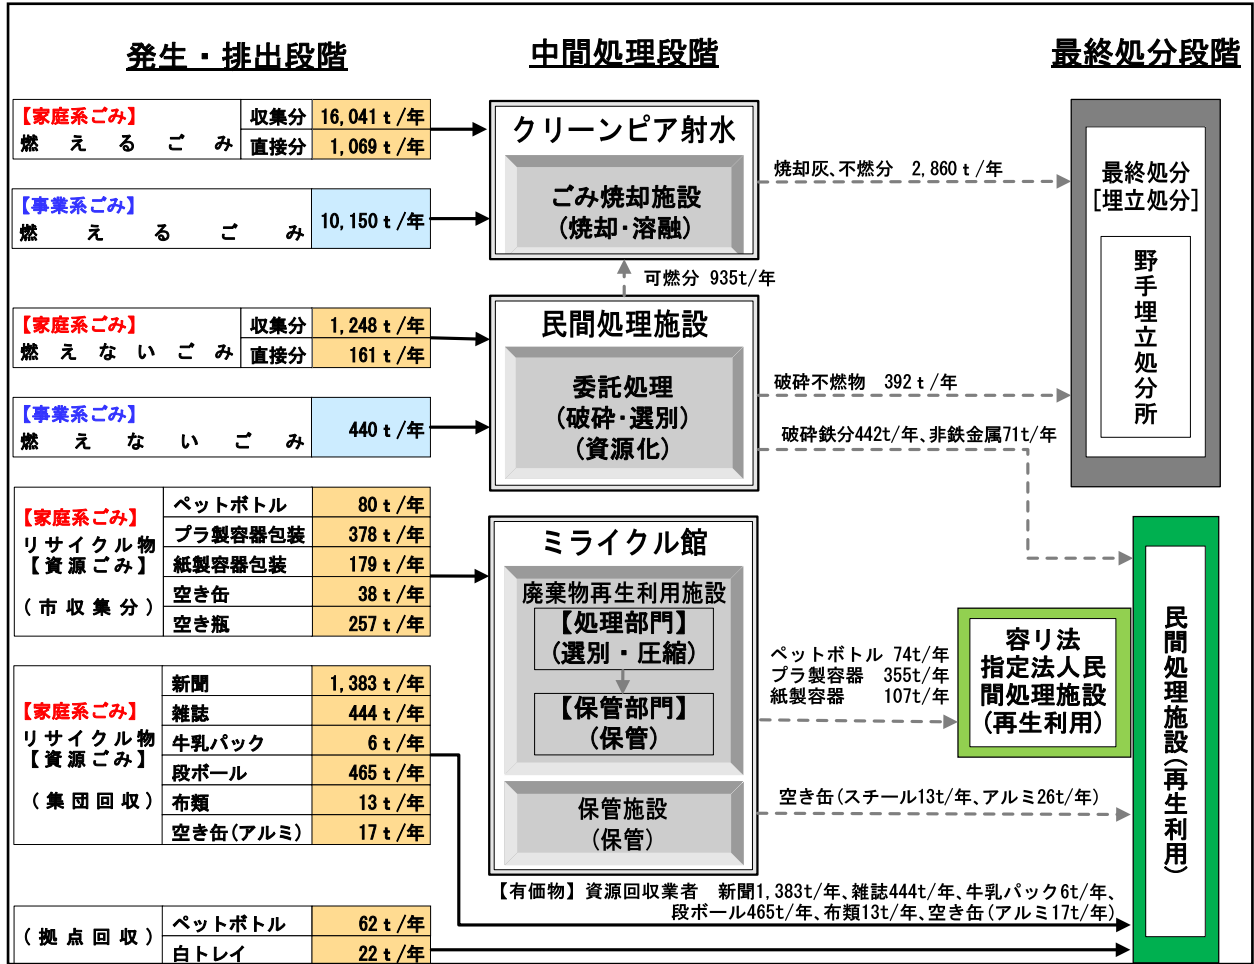 発生・排出段階
中間処理段階
最終処分段階
【家庭系ごみ】
燃えるごみ
収集分 16,041 t/年
直接分 1,069 t/年
【事業系ごみ】
燃えるごみ
10,150 t/年
【家庭系ごみ】
燃えないごみ
収集分 1,248 t/年
直接分 161 t/年
【事業系ごみ】
燃えないごみ
440 t/年
【家庭系ごみ】
リサイクル物
【資源ごみ】
(市収集分)
ペットボトル 80 t/年
プラ製容器包装 378 t/年
紙製容器包装 179 t/年
空き缶 38 t/年
空き瓶 257 t/年
【家庭系ごみ】
リサイクル物
【資源ごみ】
(集団回収)
新聞 1,383 t/年
雑誌 444 t/年
牛乳パック 6 t/年
段ボール 465 t/年
布類 13 t/年
空き缶(アルミ) 17 t/年
(拠点回収)
ペットボトル 62 t/年
白トレイ 22 t/年
クリーンピア射水
ごみ焼却施設
(焼却・溶融)
可燃分 935t/年
民間処理施設
委託処理
(破砕・選別)
(資源化)
ミライクル館
廃棄物再生利用施設
【処理部門】
(選別・圧縮)
【保管部門】
(保管)
保管施設
(保管)
焼却灰、不燃分 2,860 t/年
破砕不燃物 392 t/年
破砕鉄分442t/年、非鉄金属71t/年
ペットボトル 74t/年
プラ製容器 355t/年
紙製容器 107t/年
空き缶(スチール13t/年、アルミ26t/年)
【有価物】資源回収業者 新聞1,383t/年、雑誌444t/年、牛乳パック6t/年、
段ボール465t/年、布類13t/年、空き缶(アルミ17t/年)
最終処分
[埋立処分]
野手埋立処分所
容リ法
指定法人民
間処理施設
(再生利用)
民間処理施設(再生利用)